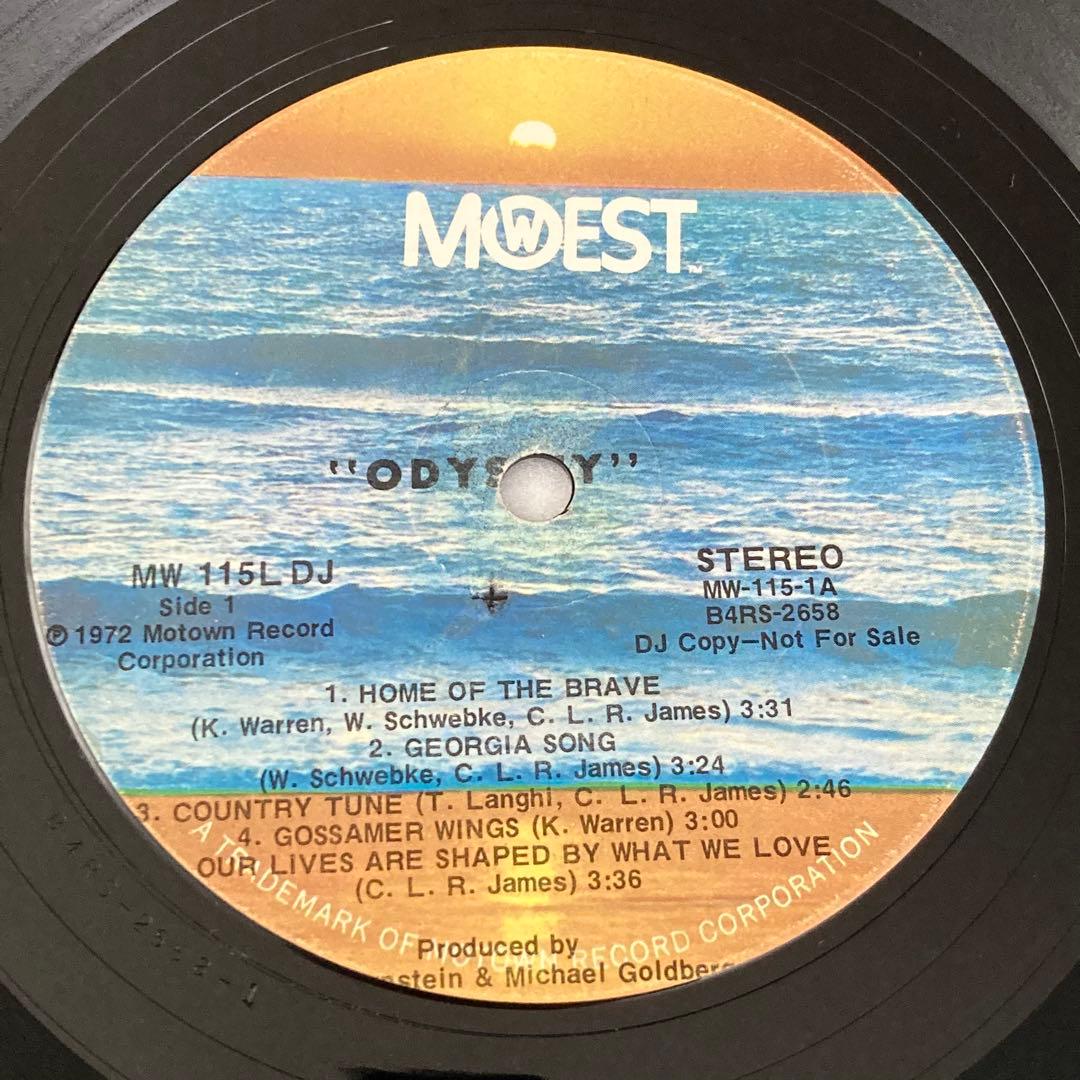 MOWEST™
"ODYSSEY"
MW 115L DJ
Side 1
℗ 1972 Motown Record
Corporation
STEREO
MW-115-1A
B4RS-2658
DJ Copy—Not For Sale
1. HOME OF THE BRAVE
(K. Warren, W. Schwebke, C. L. R. James) 3:31
2. GEORGIA SONG
(W. Schwebke, C. L. R. James) 3:24
3. COUNTRY TUNE (T. Langhi, C. L. R. James) 2:46
4. GOSSAMER WINGS (K. Warren) 3:00
OUR LIVES ARE SHAPED BY WHAT WE LOVE
(C. L. R. James) 3:36
Produced by
& Michael Goldberg
A TRADEMARK OF MOTOWN RECORD CORPORATION